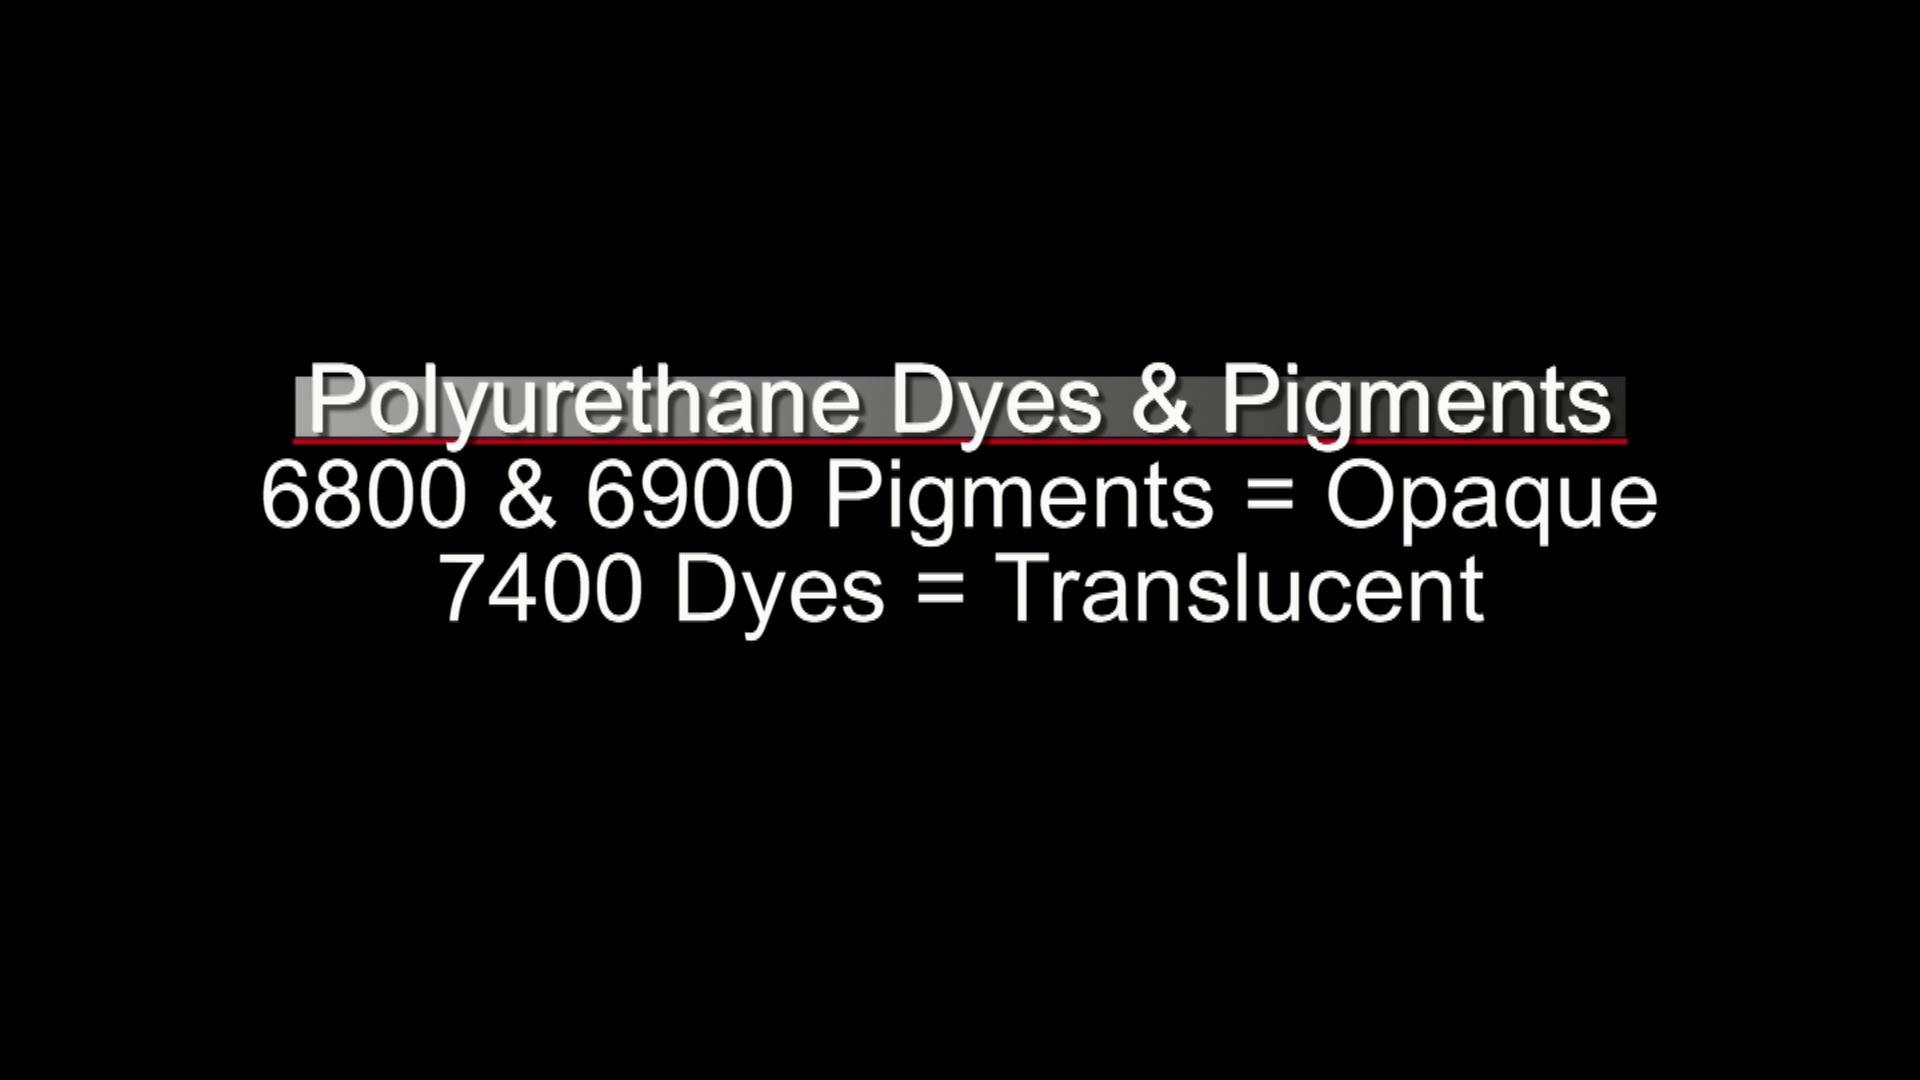 Polyurethane Dyes & Pigments
6800 & 6900 Pigments = Opaque
7400 Dyes = Translucent